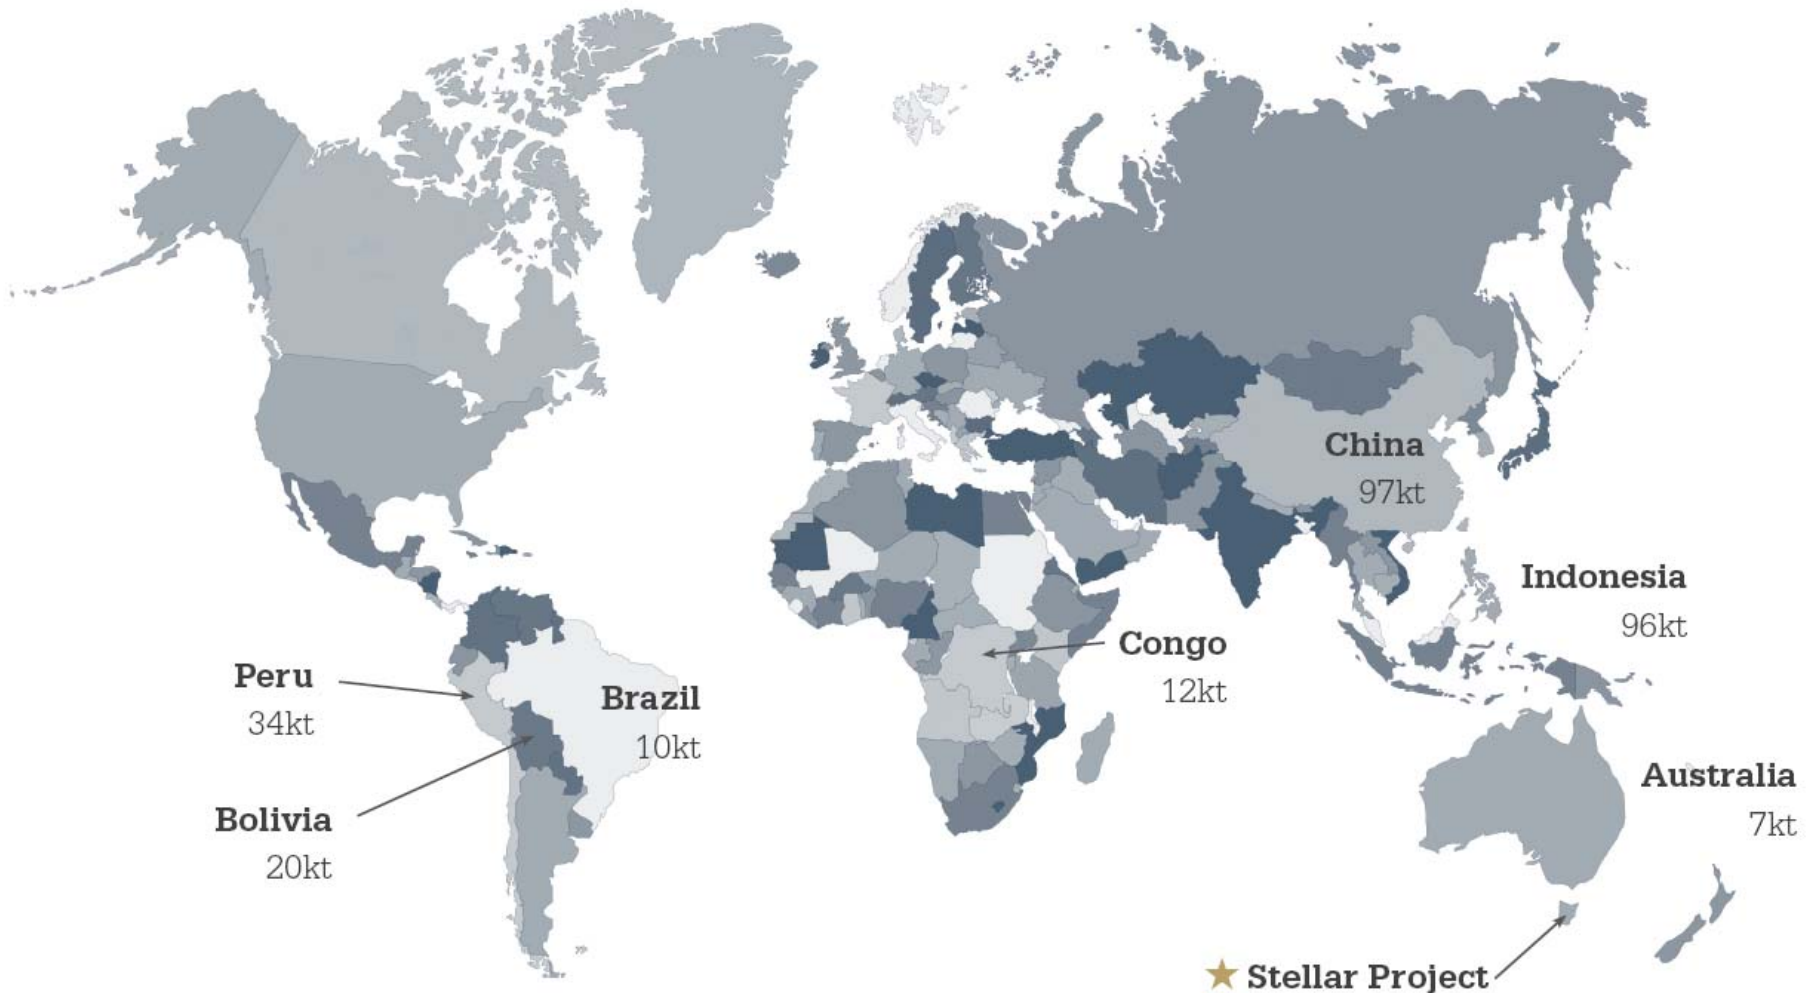 China
97kt
Indonesia
96kt
Congo
12kt
Peru
34kt
Brazil
10kt
Bolivia
20kt
Australia
7kt
Stellar Project